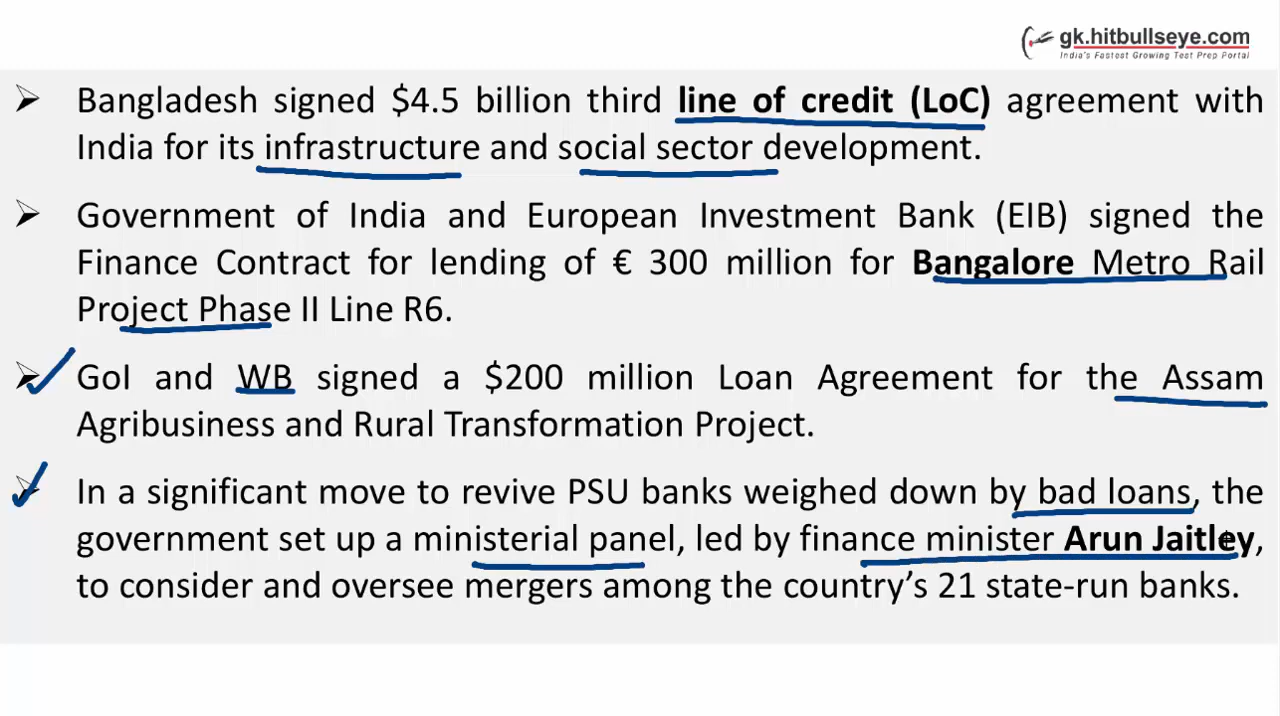 gk.hitbullseye.com
India's Fastest Growing Test Prep Portal
➢ Bangladesh signed $4.5 billion third line of credit (LoC) agreement with
India for its infrastructure and social sector development.
➢ Government of India and European Investment Bank (EIB) signed the
Finance Contract for lending of € 300 million for Bangalore Metro Rail
Project Phase II Line R6.
➢ GoI and WB signed a $200 million Loan Agreement for the Assam
Agribusiness and Rural Transformation Project.
➢ In a significant move to revive PSU banks weighed down by bad loans, the
government set up a ministerial panel, led by finance minister Arun Jaitley,
to consider and oversee mergers among the country’s 21 state-run banks.